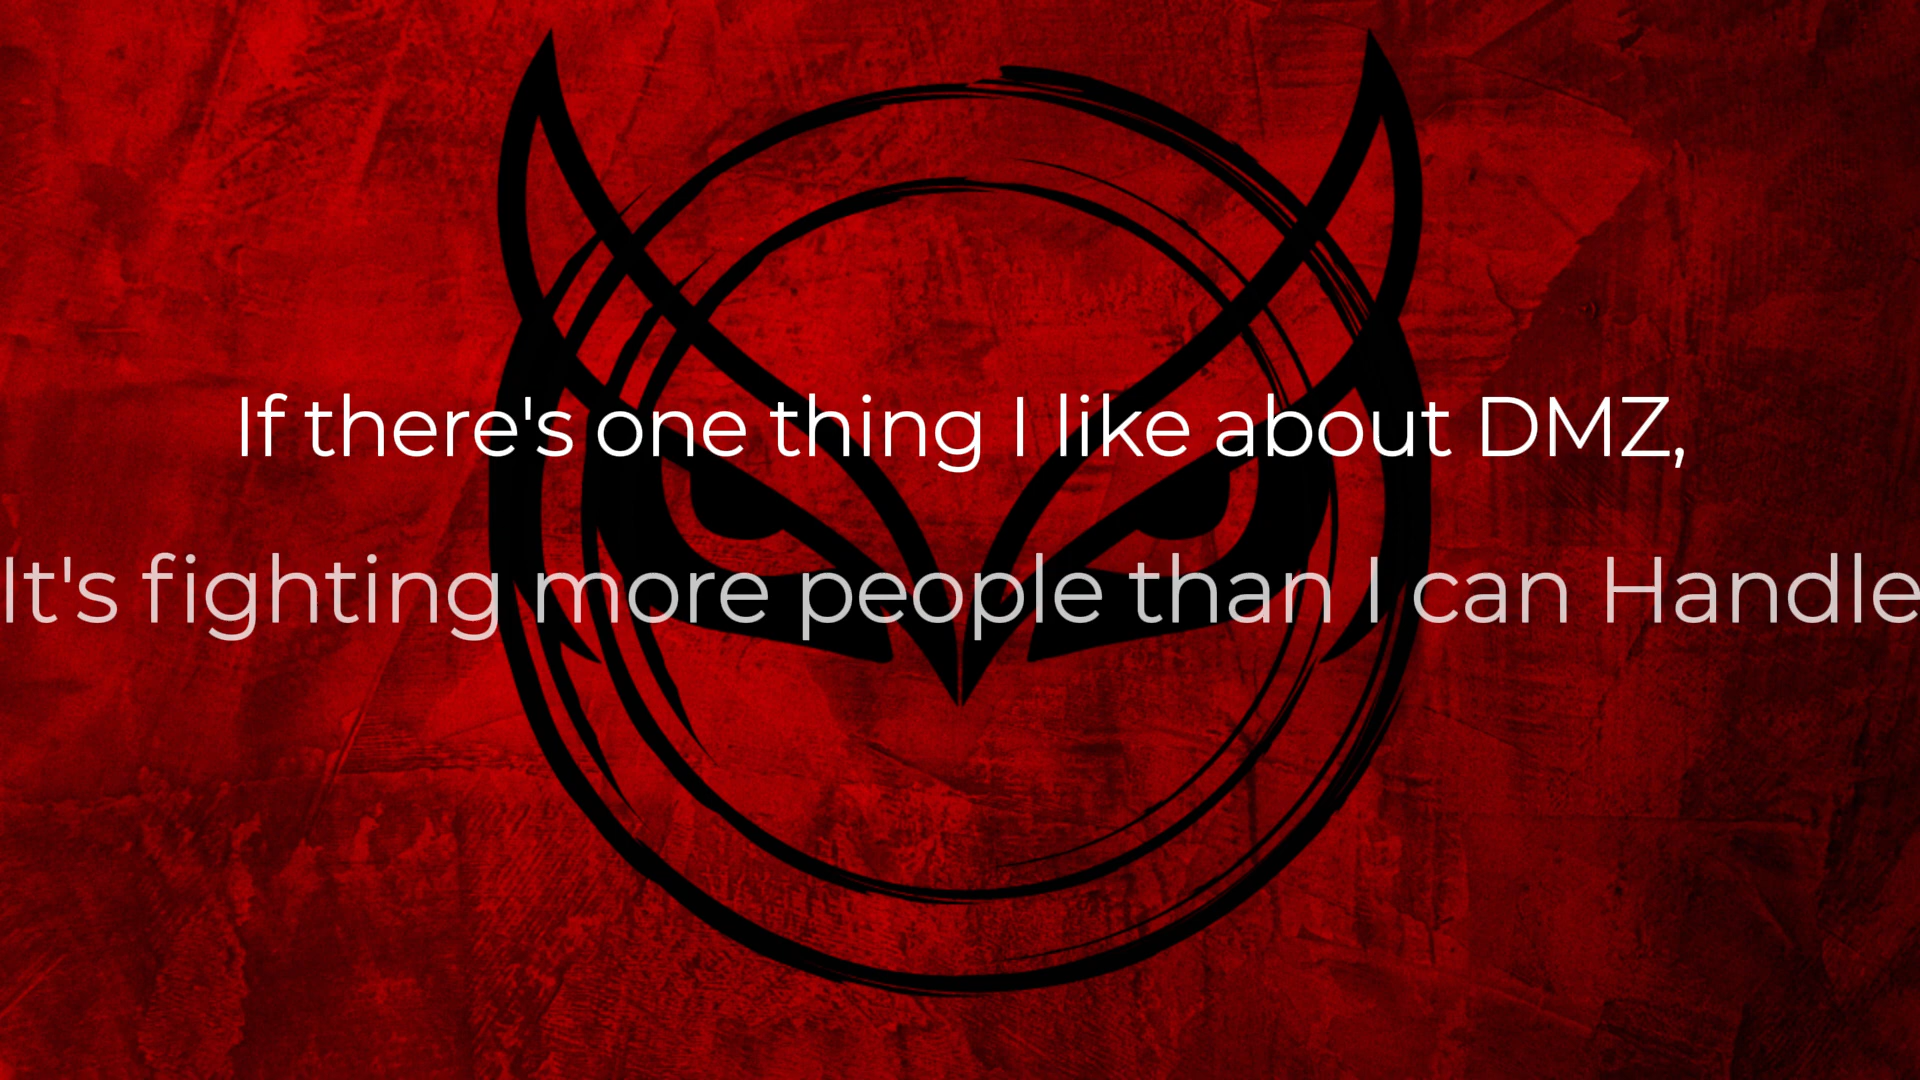 If there's one thing I like about DMZ,
It's fighting more people than I can Handle